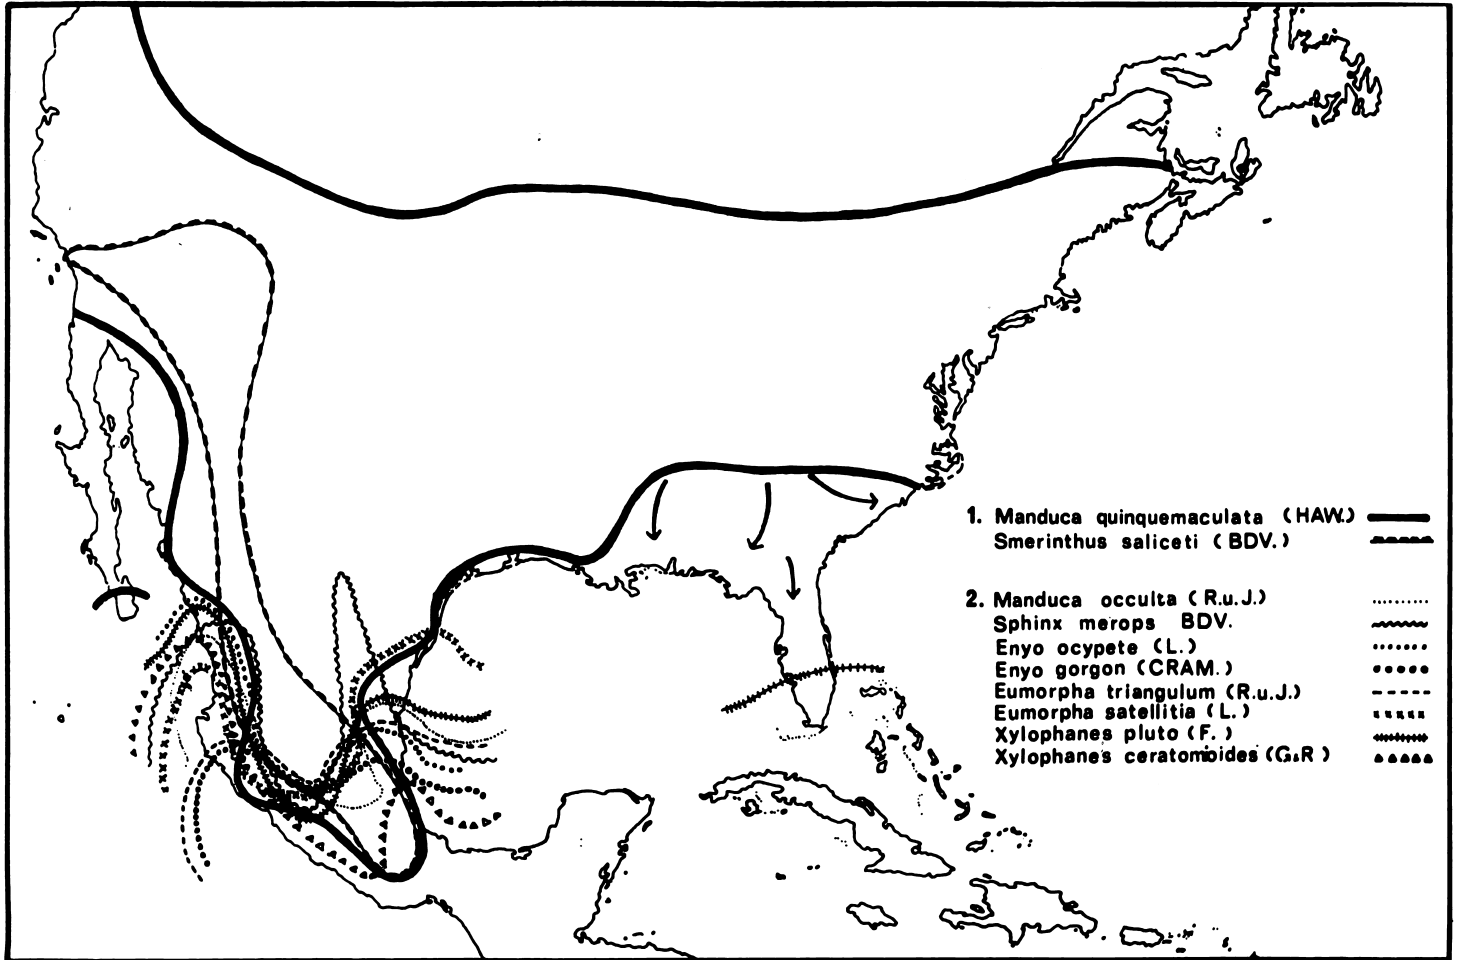 1. Manduca quinquemaculata (HAW.)
Smerinthus saliceti (BDV.)
2. Manduca occulta (R.u.J.)
Sphinx merops BDV.
Enyo ocypete (L.)
Enyo gorgon (CRAM.)
Eumorpha triangulum (R.u.J.)
Eumorpha satellitia (L.)
Xylophanes pluto (F.)
Xylophanes ceratomioides (G&R)